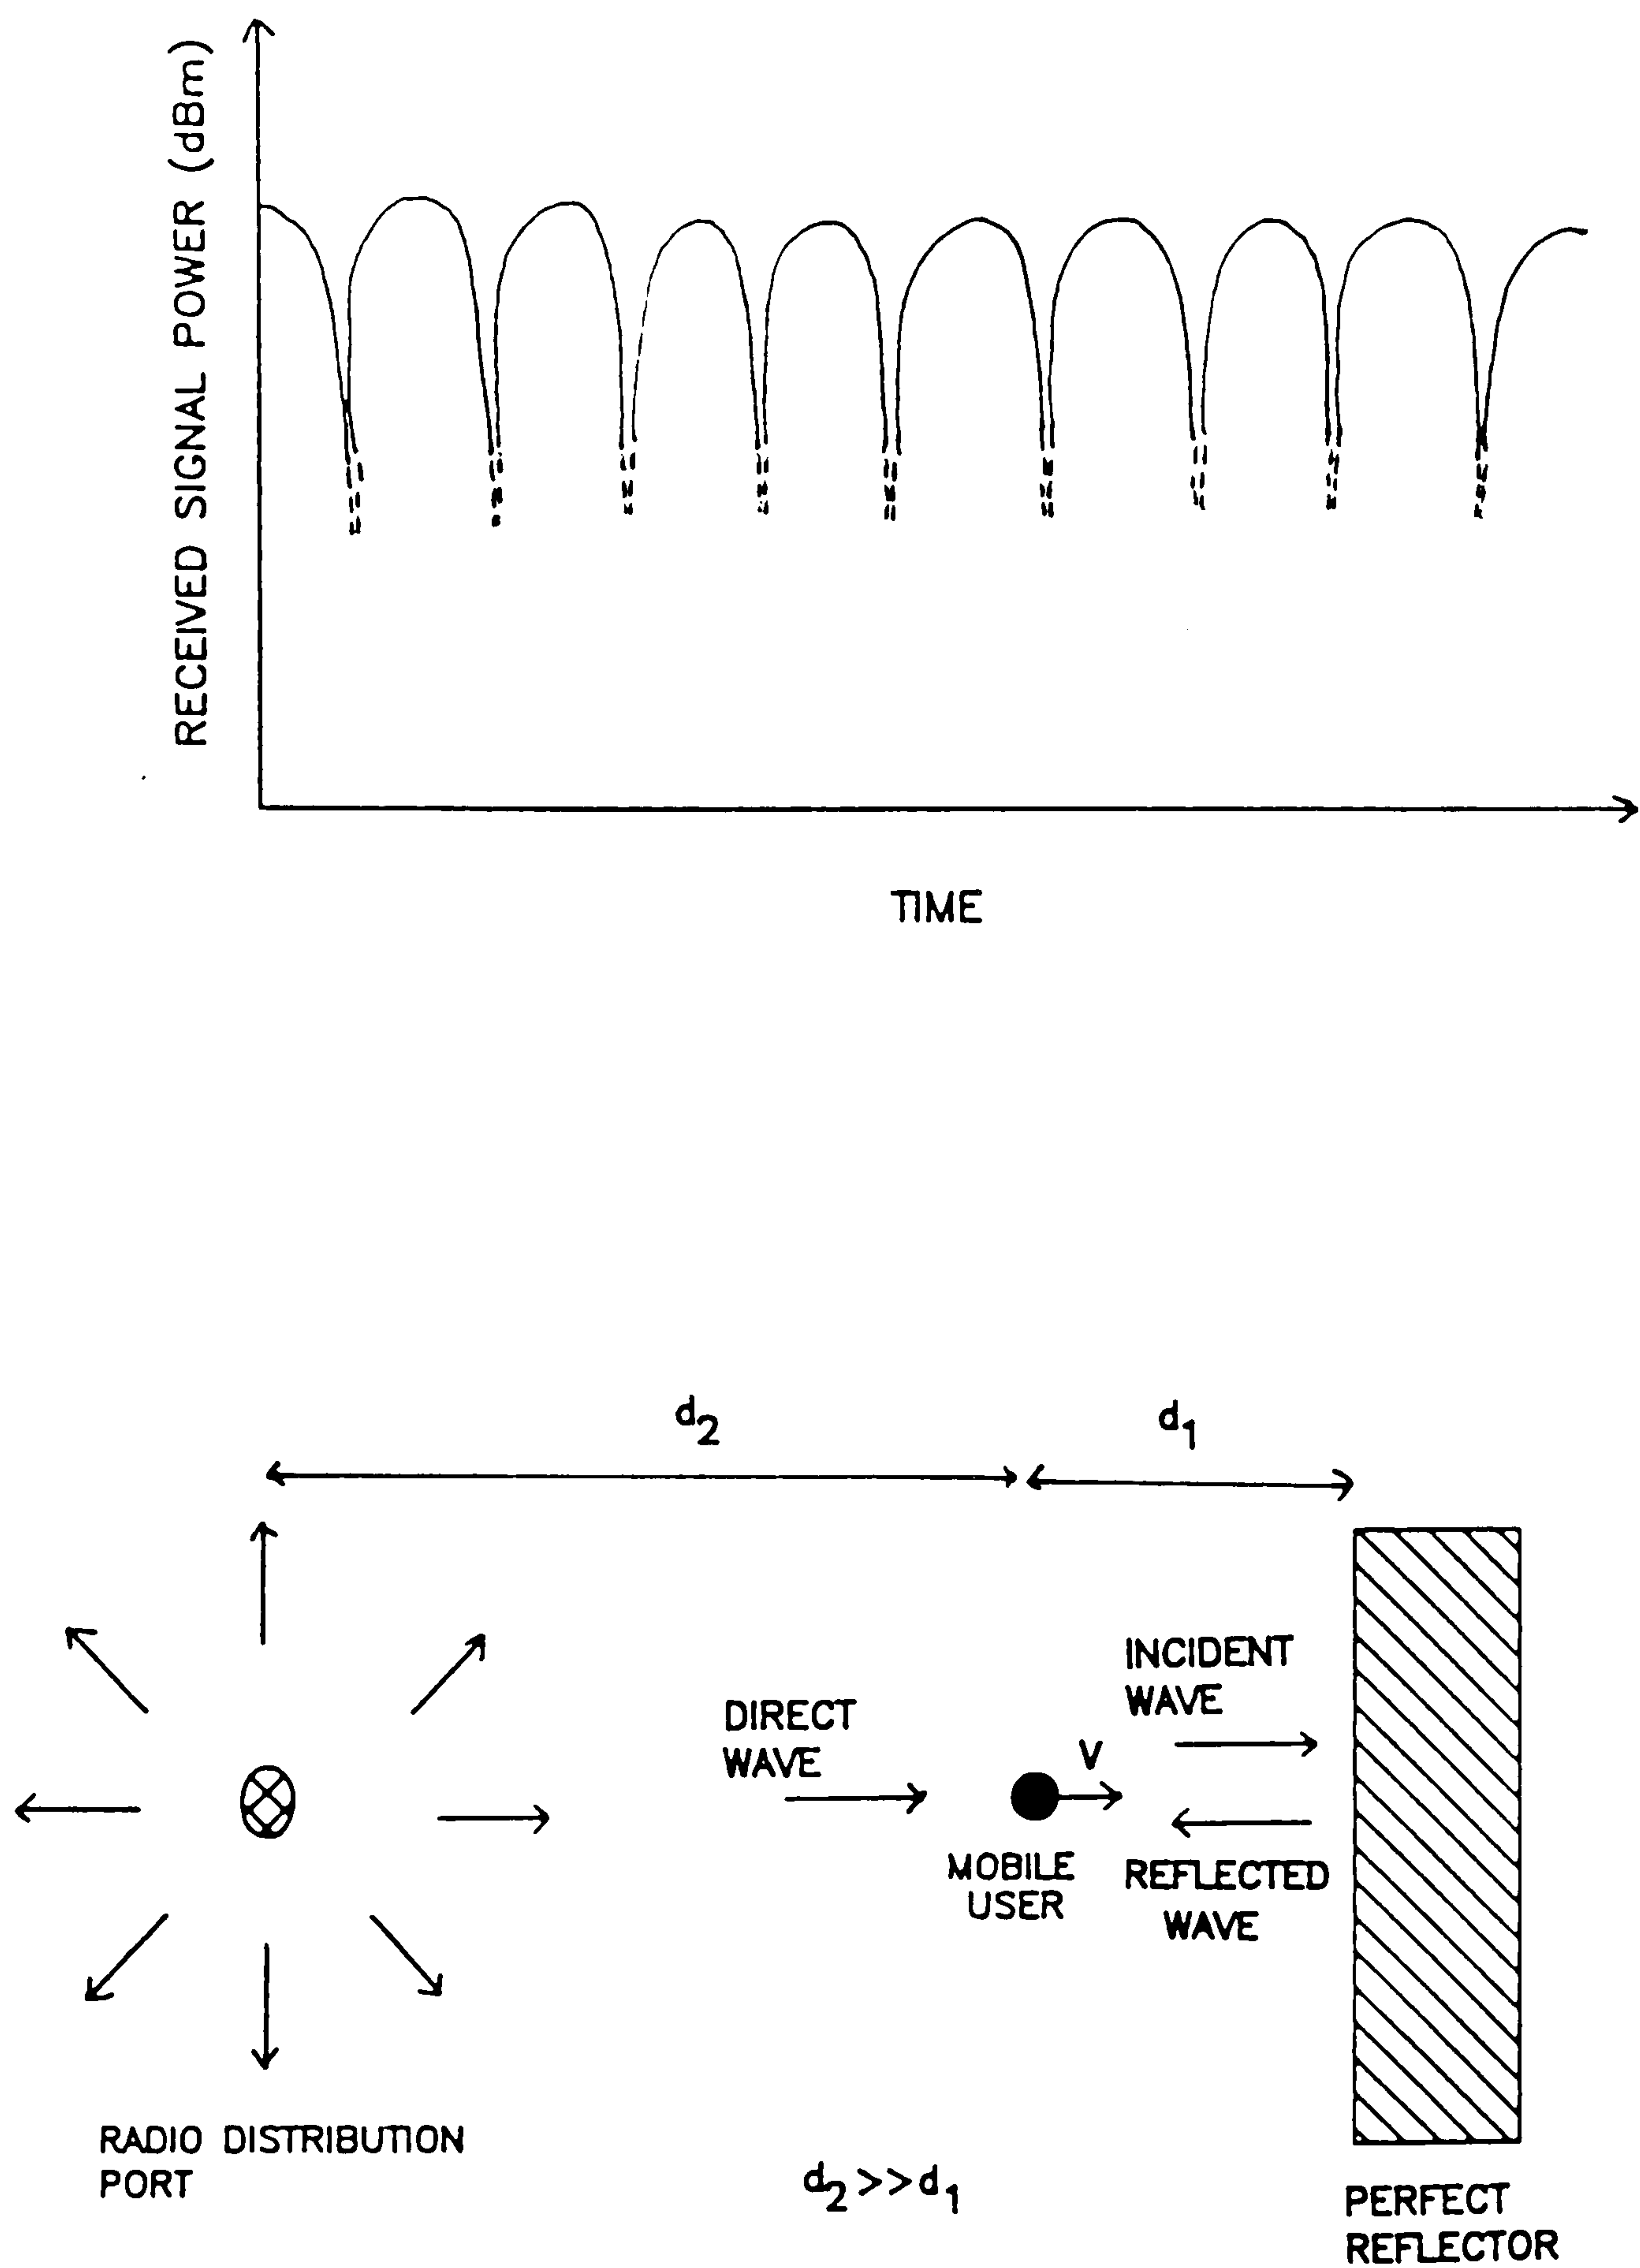 RECEIVED SIGNAL POWER (dBm)
TIME
d2
d1
INCIDENT
WAVE
DIRECT
WAVE
V
MOBILE
USER
REFLECTED
WAVE
RADIO DISTRIBUTION
PORT
d2>>d1
PERFECT
REFLECTOR